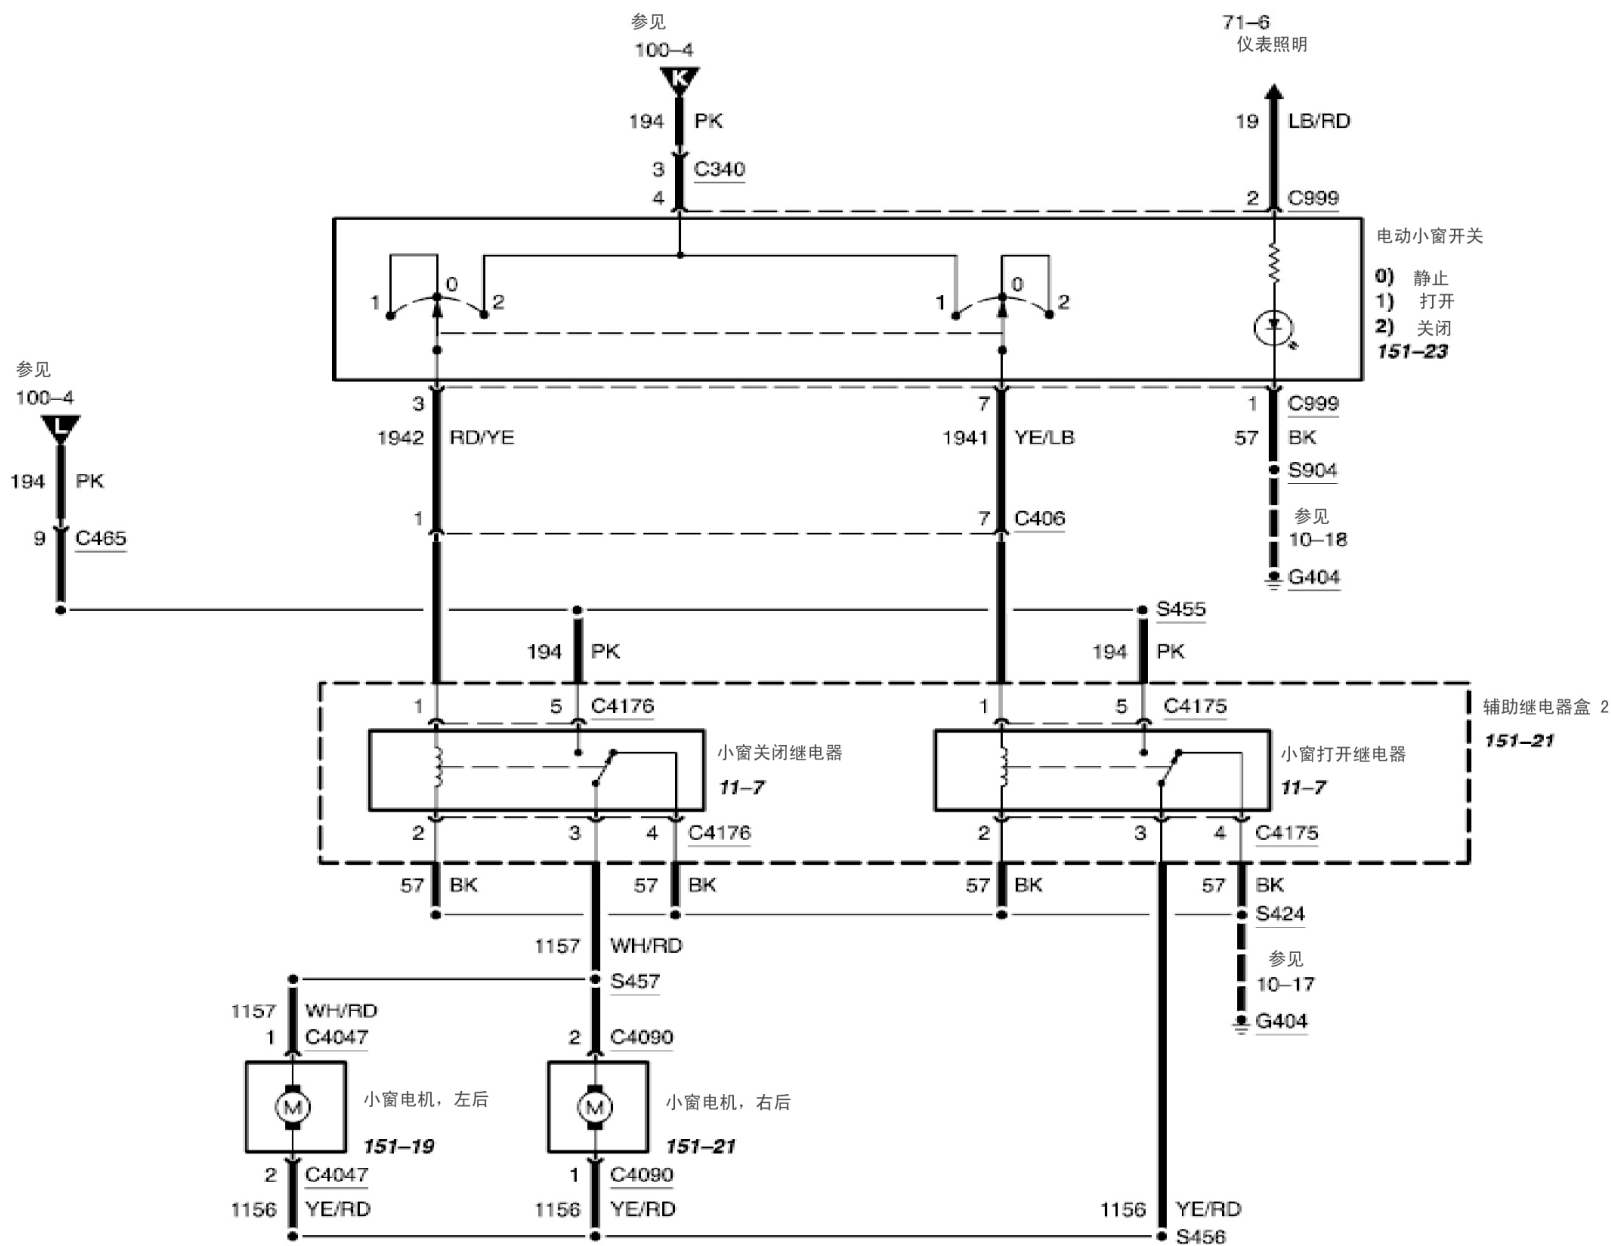 参见
100–4
K
194 PK
3 C340
4
71–6
仪表照明
19 LB/RD
2 C999
电动小窗开关
0) 静止
1) 打开
2) 关闭
151–23
1 0 2
1 0 2
参见
100–4
L
194 PK
9 C465
3
1942 RD/YE
7
1941 YE/LB
1 C999
57 BK
S904
参见
10–18
G404
1
7 C406
S455
194 PK
194 PK
1 5 C4176
1 5 C4175
辅助继电器盒 2
151–21
小窗关闭继电器
11–7
小窗打开继电器
11–7
2 3 4 C4176
2 3 4 C4175
57 BK
57 BK
57 BK
57 BK
S424
参见
10–17
G404
1157 WH/RD
S457
1157 WH/RD
1 C4047
2 C4090
M
小窗电机，左后
151–19
M
小窗电机，右后
151–21
2 C4047
1 C4090
1156 YE/RD
1156 YE/RD
1156 YE/RD
S456